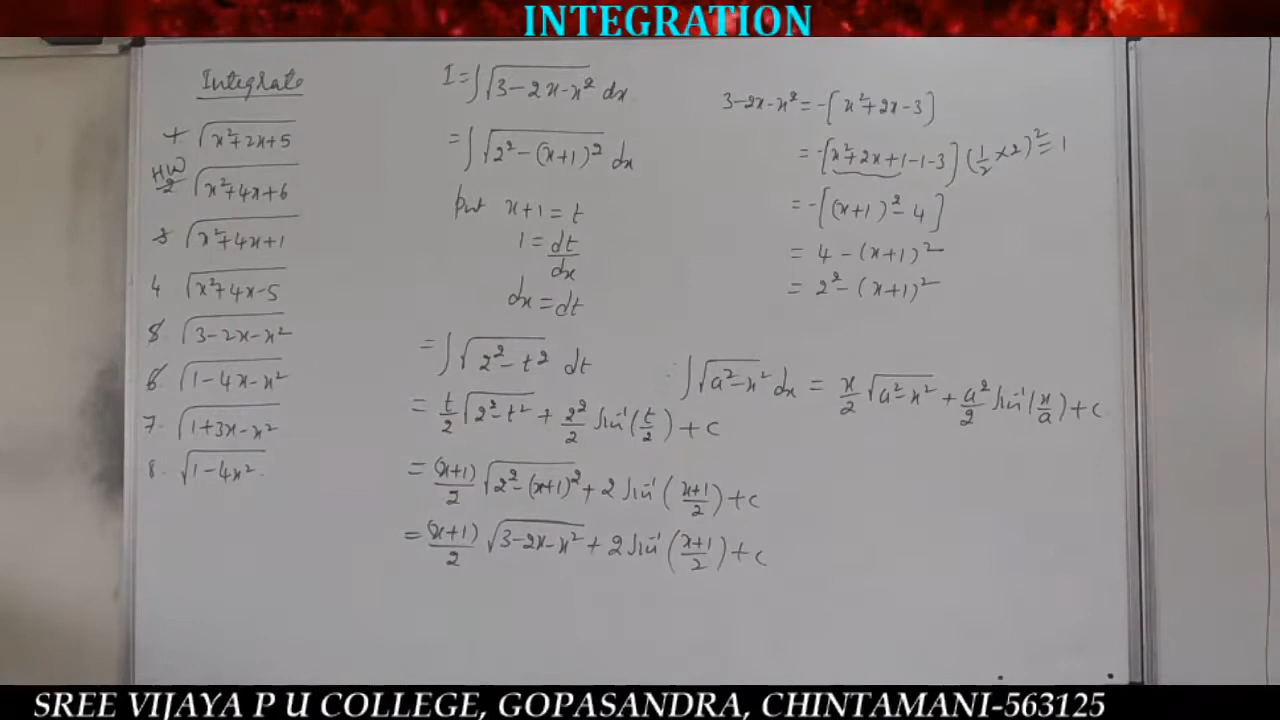 INTEGRATION
Integrate
1. √(x²+2x+5)
HW 2 √(x²+4x+6)
3 √(x²+4x+1)
4 √(x²+4x-5)
5 √(3-2x-x²)
6. √(1-4x-x²)
7. √(1+3x-x²)
8. √(1-4x²)
I = ∫√(3-2x-x²) dx
= ∫√(2²-(x+1)²) dx
put x+1 = t
1 = dt/dx
dx = dt
= ∫√(2²-t²) dt
= t/2 √(2²-t²) + 2²/2 sin⁻¹(t/2) + c
= (x+1)/2 √(2²-(x+1)²) + 2 sin⁻¹((x+1)/2) + c
= (x+1)/2 √(3-2x-x²) + 2 sin⁻¹((x+1)/2) + c
3-2x-x² = -[x²+2x-3]
= -[x²+2x+1-1-3] (1/2 × 2)² = 1
= -[(x+1)²-4]
= 4-(x+1)²
= 2²-(x+1)²
∵ ∫√(a²-x²) dx = x/2 √(a²-x²) + a²/2 sin⁻¹(x/a) + c
SREE VIJAYA P U COLLEGE, GOPASANDRA, CHINTAMANI-563125